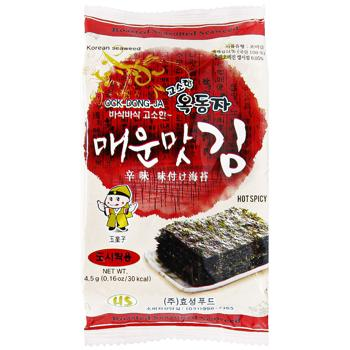 Roasted Seasoned Seaweed
Korean seaweed
OCK-DONG-JA
바삭바삭 고소한~
고소한
옥동자
매운맛 김
辛味 味付け海苔
HOT SPICY
玉童子
도시락용
NET WT.
4.5 g (0.16 oz/30 kcal)
HS
(주)효성푸드
Roasted Seasoned Seaweed